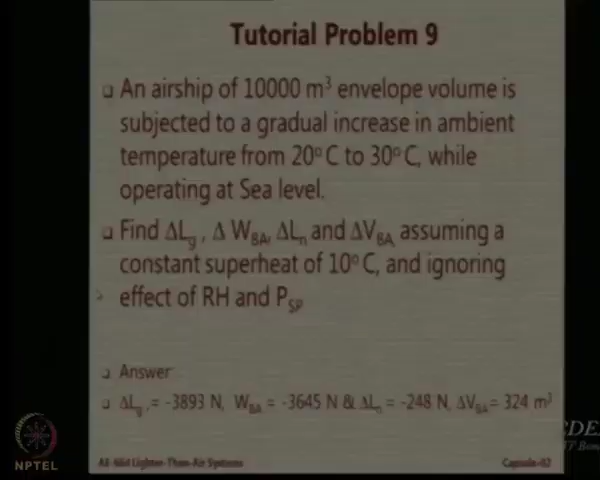 Tutorial Problem 9
❑ An airship of 10000 m³ envelope volume is
subjected to a gradual increase in ambient
temperature from 20° C to 30° C, while
operating at Sea level.
❑ Find ΔLg , Δ WBA, ΔLn and ΔVBA assuming a
constant superheat of 10° C, and ignoring
effect of RH and PSP
❑ Answer
❑ ΔLg , = -3893 N, WBA = -3645 N & ΔLn = -248 N, ΔVBA = 324 m³
Lighter-Than-Air Systems
Capsule-02
NPTEL